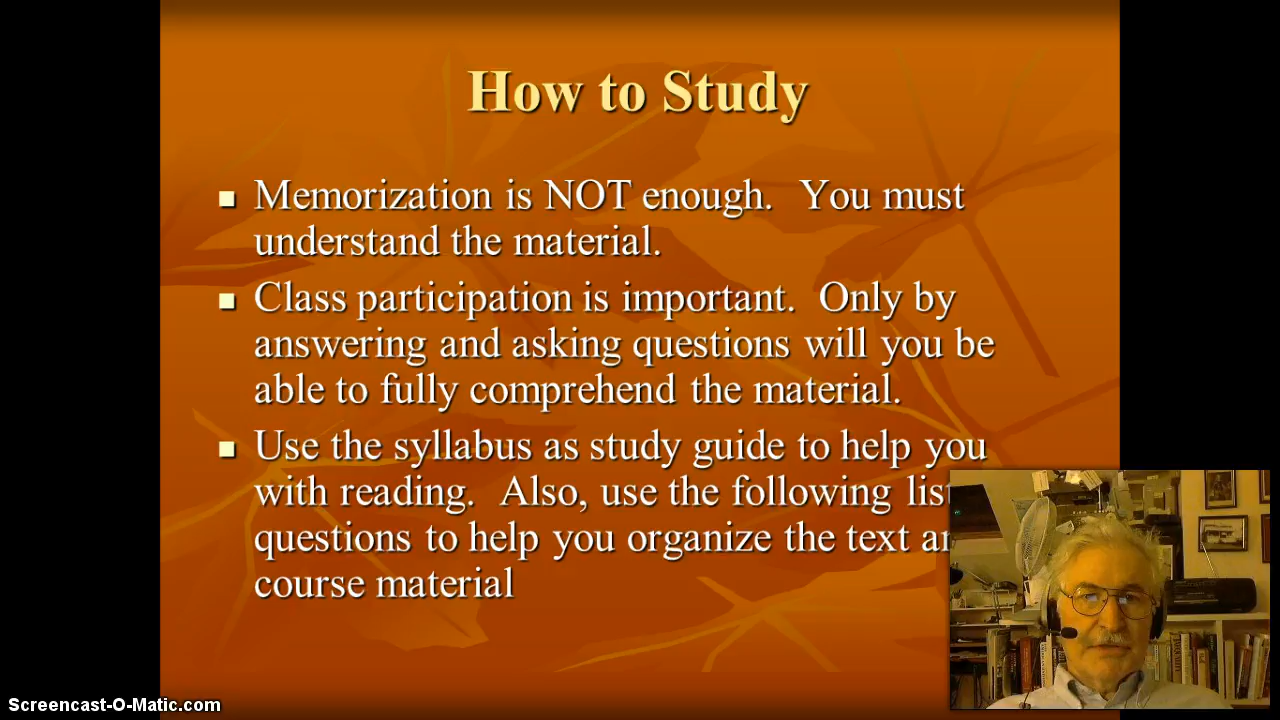 How to Study
Memorization is NOT enough. You must
understand the material.
Class participation is important. Only by
answering and asking questions will you be
able to fully comprehend the material.
Use the syllabus as study guide to help you
with reading. Also, use the following list
questions to help you organize the text
course material
Screencast-O-Matic.com